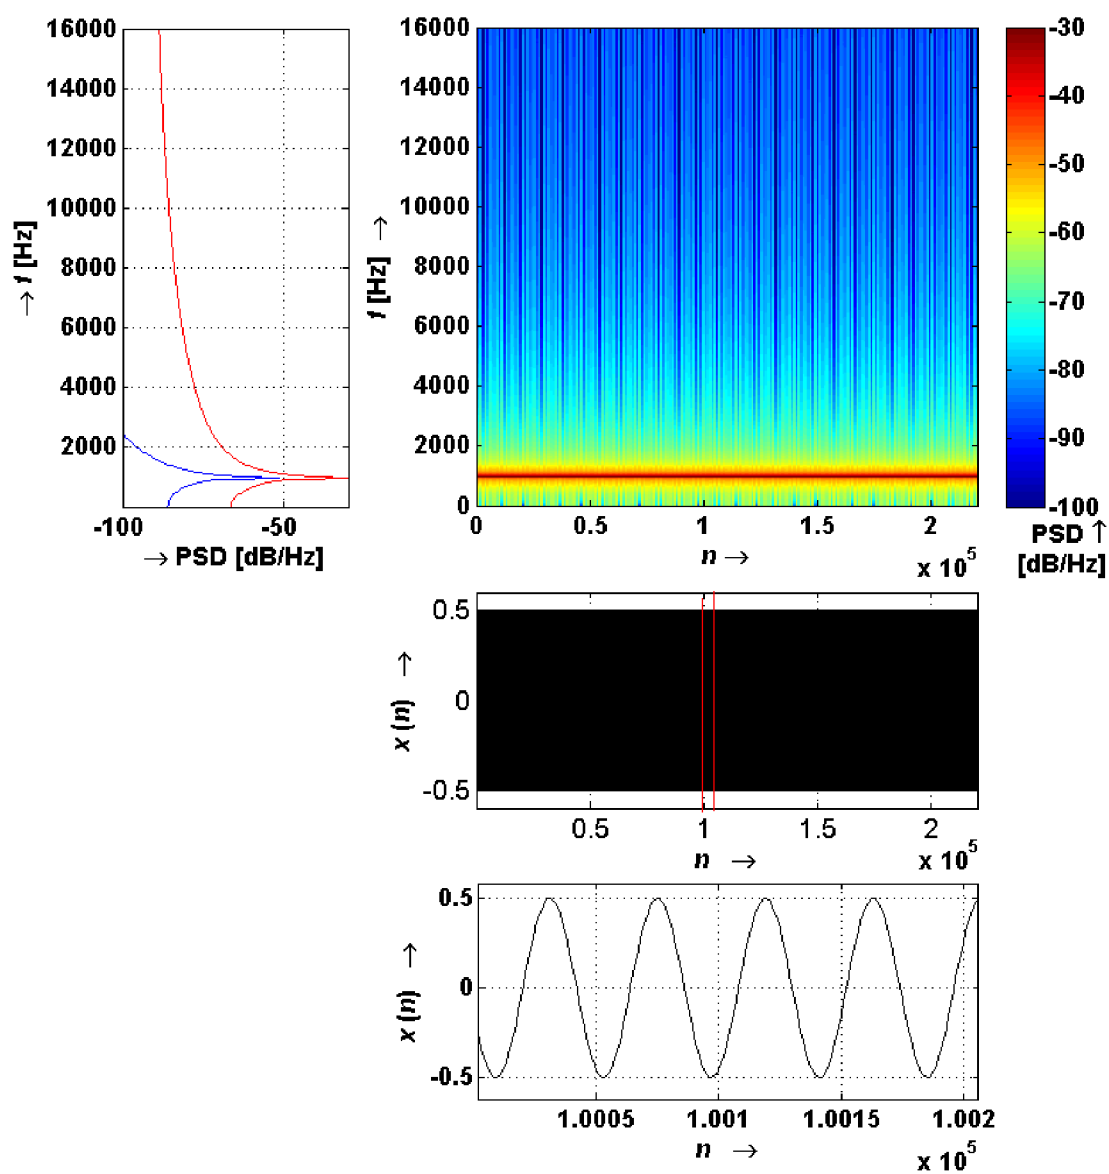 16000
14000
12000
10000
8000
6000
4000
2000
-100 -50
→ f [Hz]
→ PSD [dB/Hz]
16000
14000
12000
10000
8000
6000
4000
2000
0
f [Hz] →
0 0.5 1 1.5 2
n →
x 10^5
-30
-40
-50
-60
-70
-80
-90
-100
PSD ↑
[dB/Hz]
0.5
0
-0.5
x (n) →
0.5 1 1.5 2
n →
x 10^5
0.5
0
-0.5
x (n) →
1.0005 1.001 1.0015 1.002
n →
x 10^5